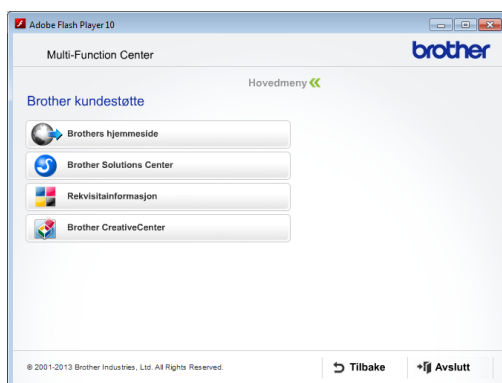 Adobe Flash Player 10
Multi-Function Center
brother
Hovedmeny
Brother kundestøtte
Brothers hjemmeside
Brother Solutions Center
Rekvisitainformasjon
Brother CreativeCenter
© 2001-2013 Brother Industries, Ltd. All Rights Reserved.
Tilbake
Avslutt